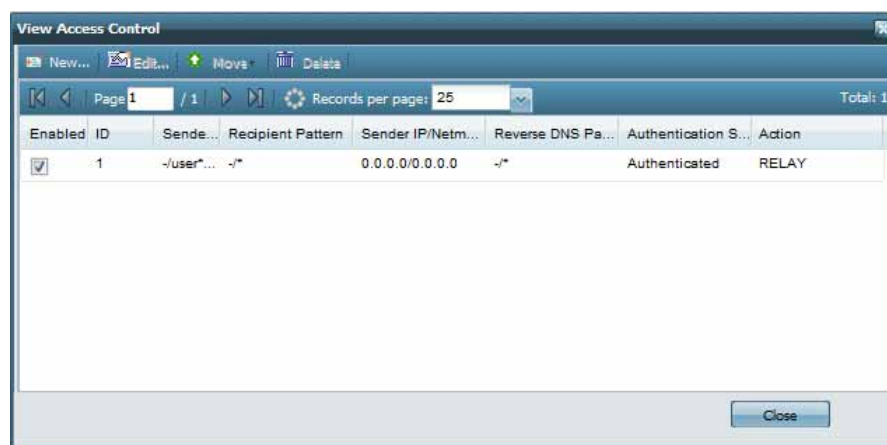 View Access Control
New... Edit... Move Delete
Page 1 / 1 Records per page: 25 Total: 1
Enabled ID Sende... Recipient Pattern Sender IP/Netm... Reverse DNS Pa... Authentication S... Action
1 -/user*... -/* 0.0.0.0/0.0.0.0 -/* Authenticated RELAY
Close